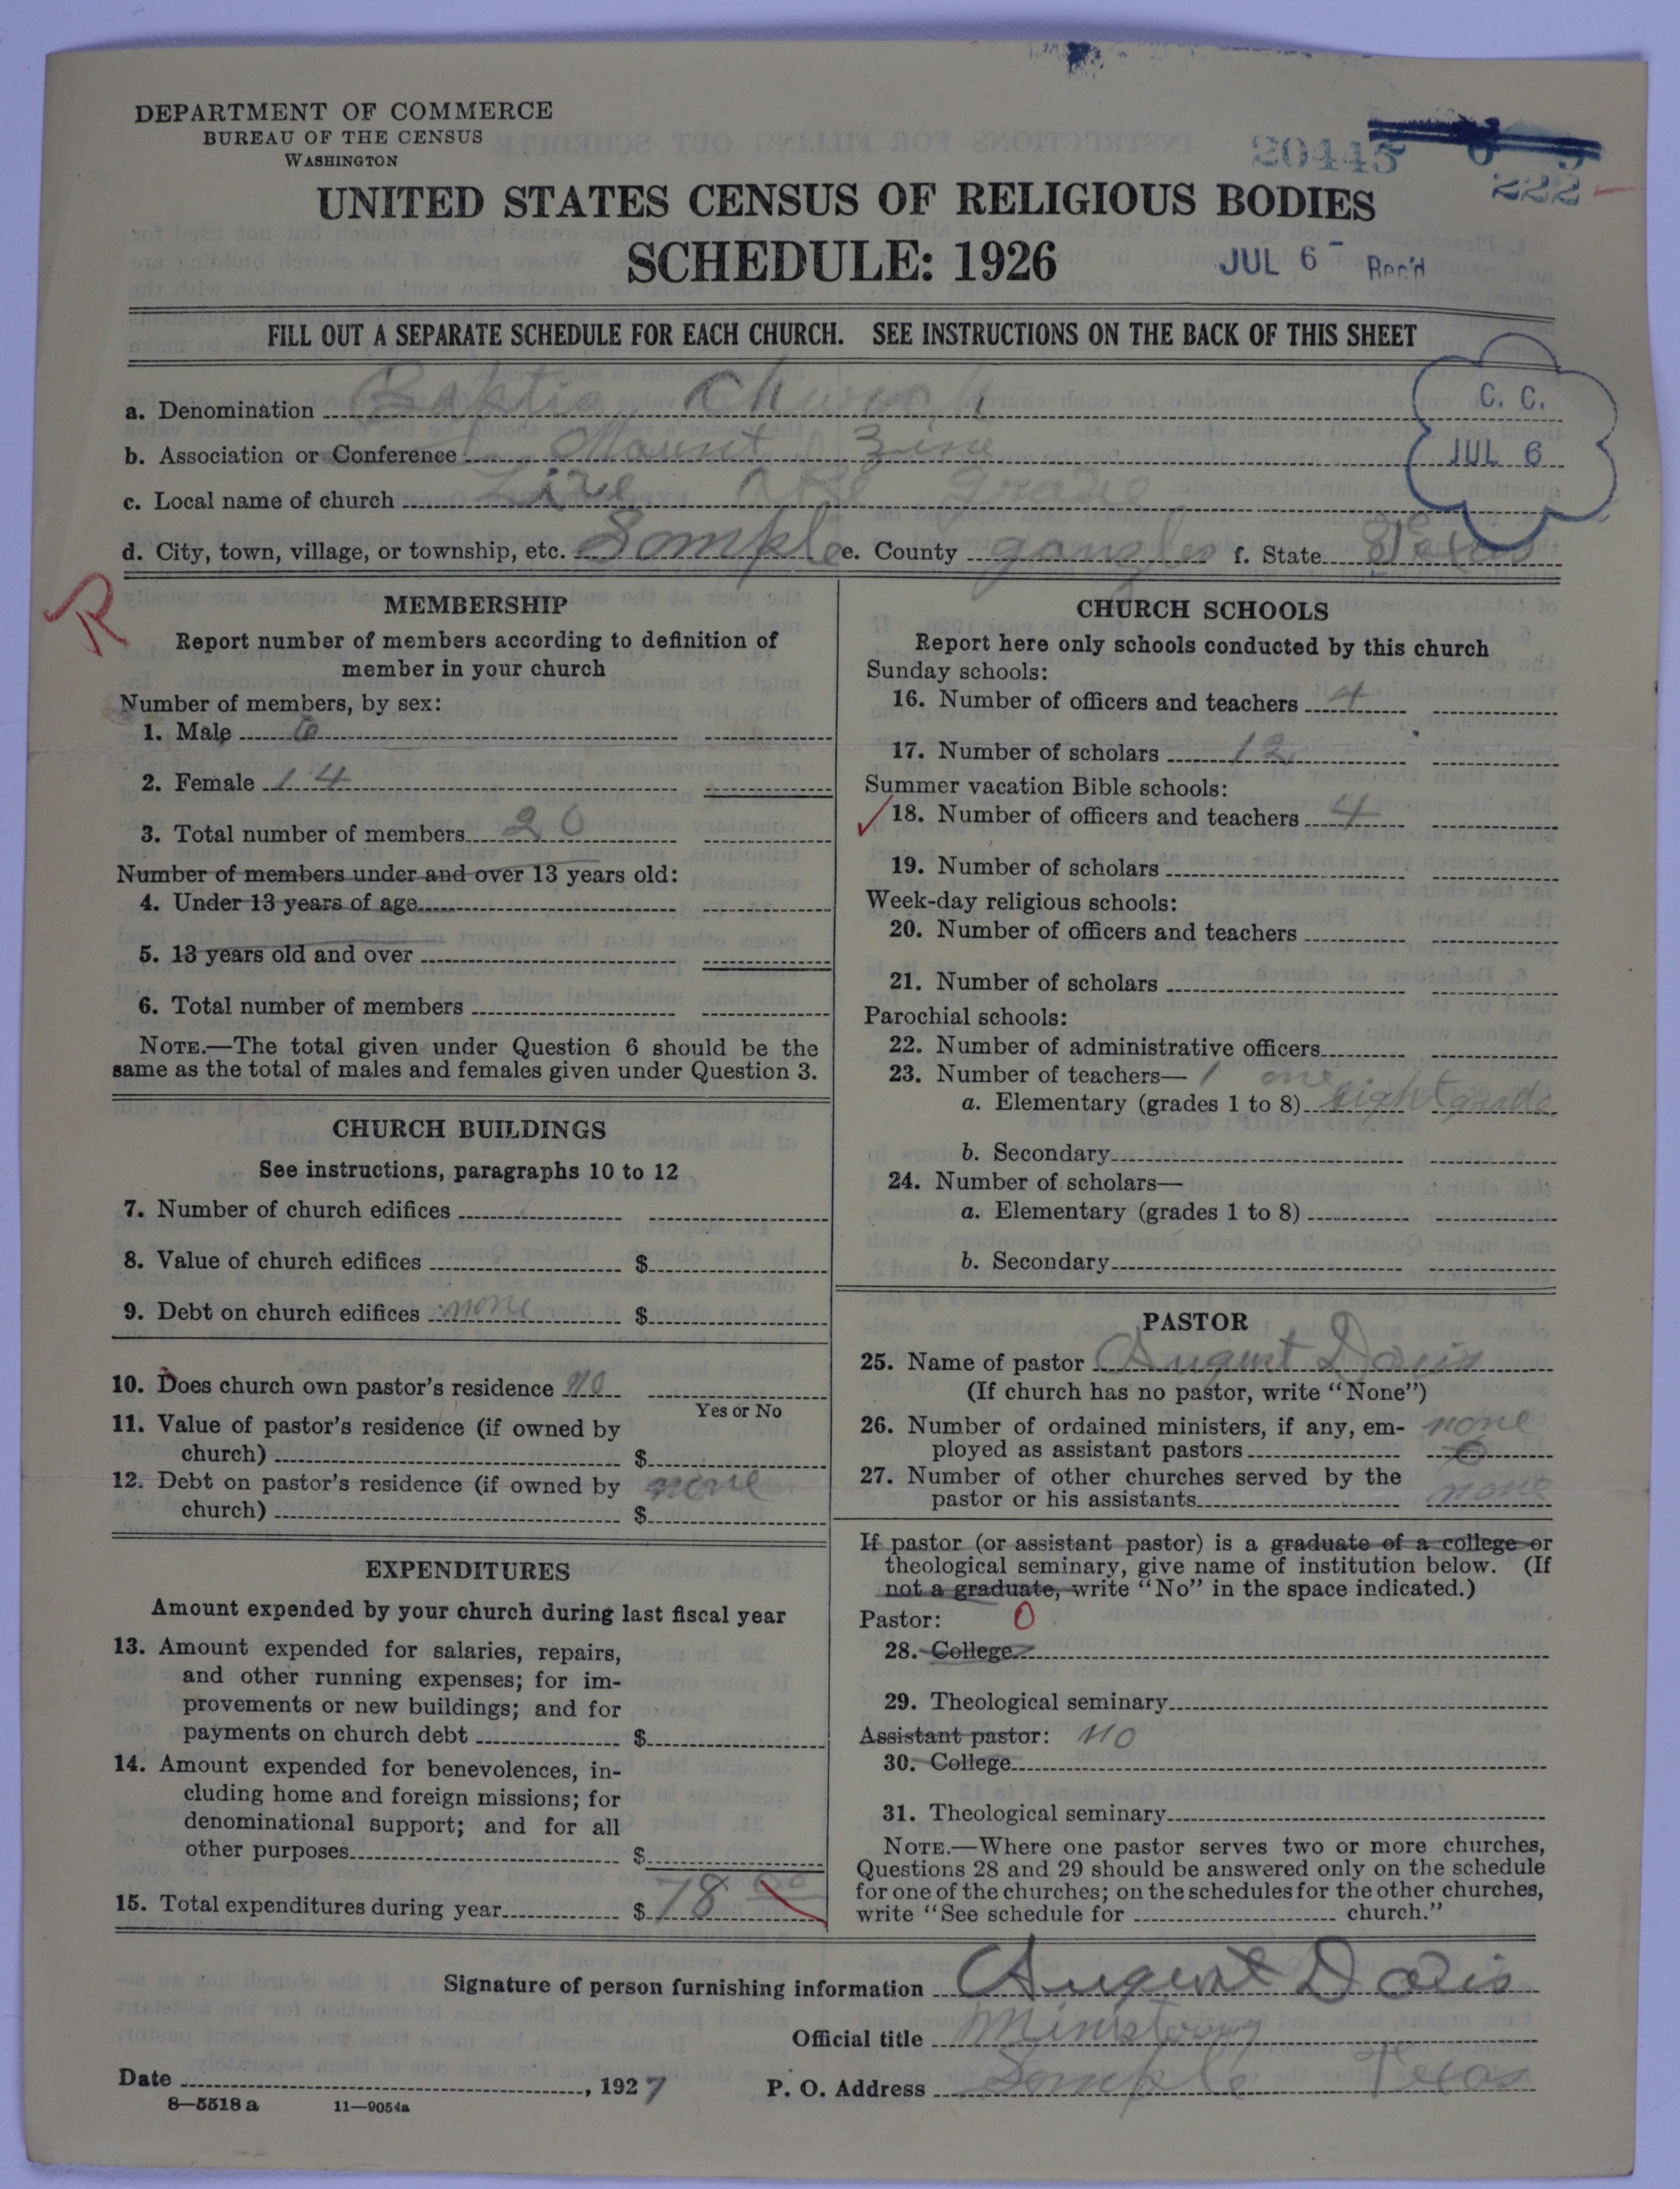 DEPARTMENT OF COMMERCE
BUREAU OF THE CENSUS
WASHINGTON
20445
222
UNITED STATES CENSUS OF RELIGIOUS BODIES
SCHEDULE: 1926
JUL 6 Rec'd
FILL OUT A SEPARATE SCHEDULE FOR EACH CHURCH. SEE INSTRUCTIONS ON THE BACK OF THIS SHEET
C. C.
JUL 6
a. Denomination Church
b. Association or Conference Mount Zine
c. Local name of church grove
d. City, town, village, or township, etc. Sample e. County f. State Texas
R
MEMBERSHIP
Report number of members according to definition of
member in your church
Number of members, by sex:
1. Male 6
2. Female 14
3. Total number of members 20
Number of members under and over 13 years old:
4. Under 13 years of age
5. 13 years old and over
6. Total number of members
NOTE.—The total given under Question 6 should be the
same as the total of males and females given under Question 3.
CHURCH BUILDINGS
See instructions, paragraphs 10 to 12
7. Number of church edifices
8. Value of church edifices $
9. Debt on church edifices none $
10. Does church own pastor's residence no
Yes or No
11. Value of pastor's residence (if owned by
church) $
12. Debt on pastor's residence (if owned by none
church) $
EXPENDITURES
Amount expended by your church during last fiscal year
13. Amount expended for salaries, repairs,
and other running expenses; for im-
provements or new buildings; and for
payments on church debt $
14. Amount expended for benevolences, in-
cluding home and foreign missions; for
denominational support; and for all
other purposes $
15. Total expenditures during year $78 00
CHURCH SCHOOLS
Report here only schools conducted by this church
Sunday schools:
16. Number of officers and teachers 4
17. Number of scholars 12
Summer vacation Bible schools:
18. Number of officers and teachers 4
19. Number of scholars
Week-day religious schools:
20. Number of officers and teachers
21. Number of scholars
Parochial schools:
22. Number of administrative officers
23. Number of teachers— 1 one
a. Elementary (grades 1 to 8) eight grade
b. Secondary
24. Number of scholars—
a. Elementary (grades 1 to 8)
b. Secondary
PASTOR
25. Name of pastor August Davis
(If church has no pastor, write "None")
26. Number of ordained ministers, if any, em- none
ployed as assistant pastors 0
27. Number of other churches served by the
pastor or his assistants none
If pastor (or assistant pastor) is a graduate of a college or
theological seminary, give name of institution below. (If
not a graduate, write "No" in the space indicated.)
Pastor: 0
28. College
29. Theological seminary
Assistant pastor: no
30. College
31. Theological seminary
NOTE.—Where one pastor serves two or more churches,
Questions 28 and 29 should be answered only on the schedule
for one of the churches; on the schedules for the other churches,
write "See schedule for church."
Signature of person furnishing information August Davis
Official title
Date , 1927 P. O. Address Sample Texas
8—5518 a 11—9054a